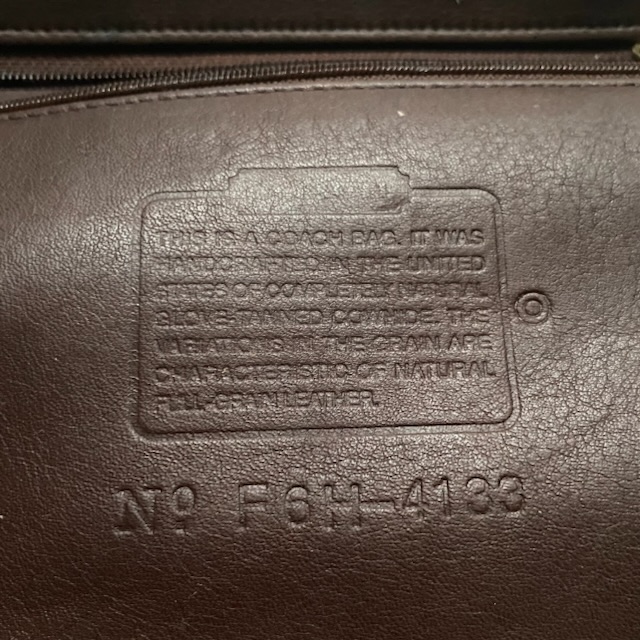 THIS IS A COACH BAG. IT WAS
HANDCRAFTED IN THE UNITED
STATES OF COMPLETELY NATURAL
GLOVE-TANNED COWHIDE. THE
VARIATIONS IN THE GRAIN ARE
CHARACTERISTIC OF NATURAL
FULL-GRAIN LEATHER.
©
Nº F6H-4133